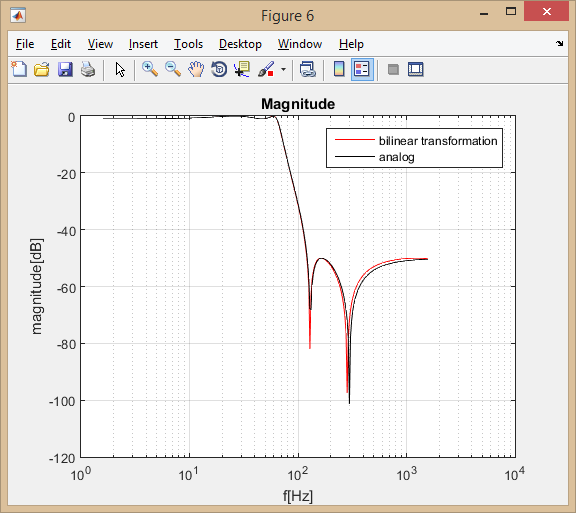 Figure 6
File Edit View Insert Tools Desktop Window Help
Magnitude
0
-20
-40
-60
-80
-100
-120
magnitude[dB]
bilinear transformation
analog
10^0 10^1 10^2 10^3 10^4
f[Hz]